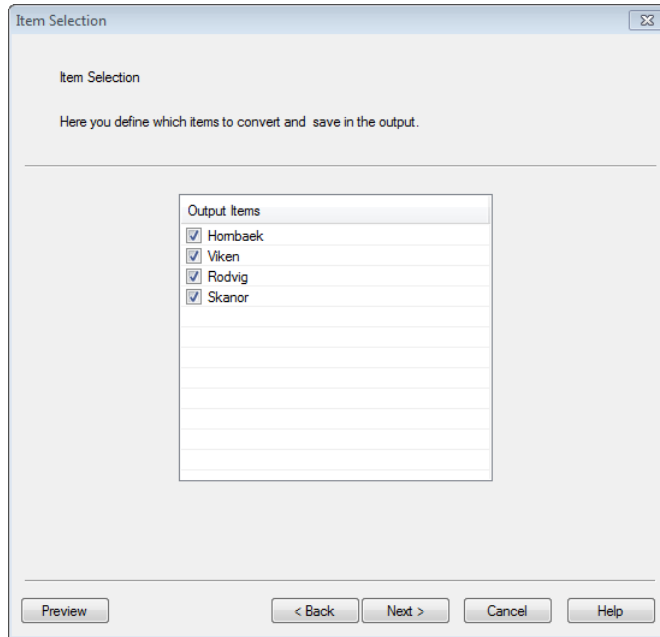 Item Selection
Item Selection
Here you define which items to convert and save in the output.
Output Items
Hornbaek
Viken
Rodvig
Skanor
Preview
< Back
Next >
Cancel
Help